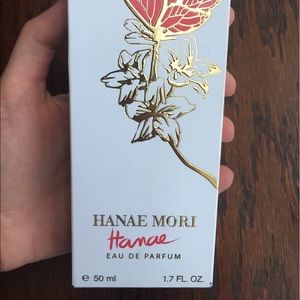 HANAE MORI
Hanae
EAU DE PARFUM
e 50 ml 1.7 FL. OZ.